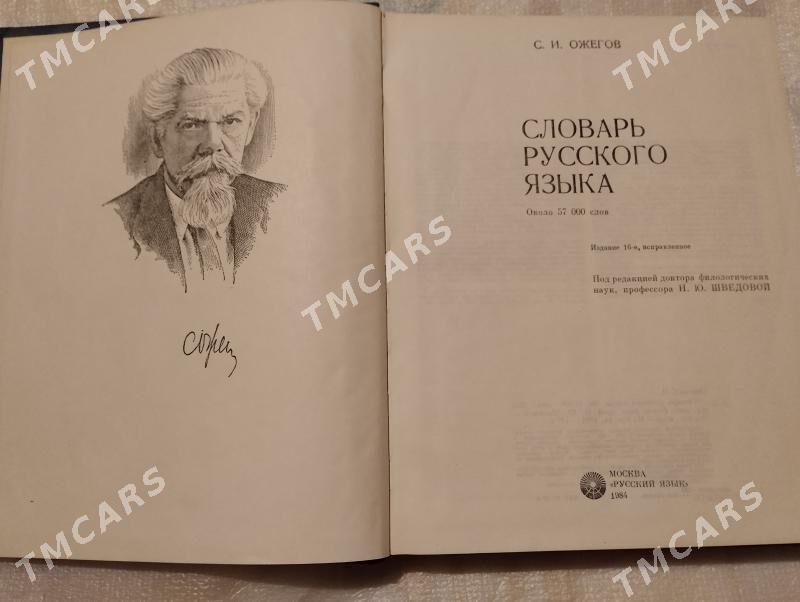 С. И. ОЖЕГОВ
СЛОВАРЬ
РУССКОГО
ЯЗЫКА
Около 57 000 слов
Издание 16-е, исправленное
Под редакцией доктора филологических
наук, профессора Н. Ю. ШВЕДОВОЙ
МОСКВА
«РУССКИЙ ЯЗЫК»
1984
TMCARS
TMCARS
TMCARS
TMCARS
TMCARS